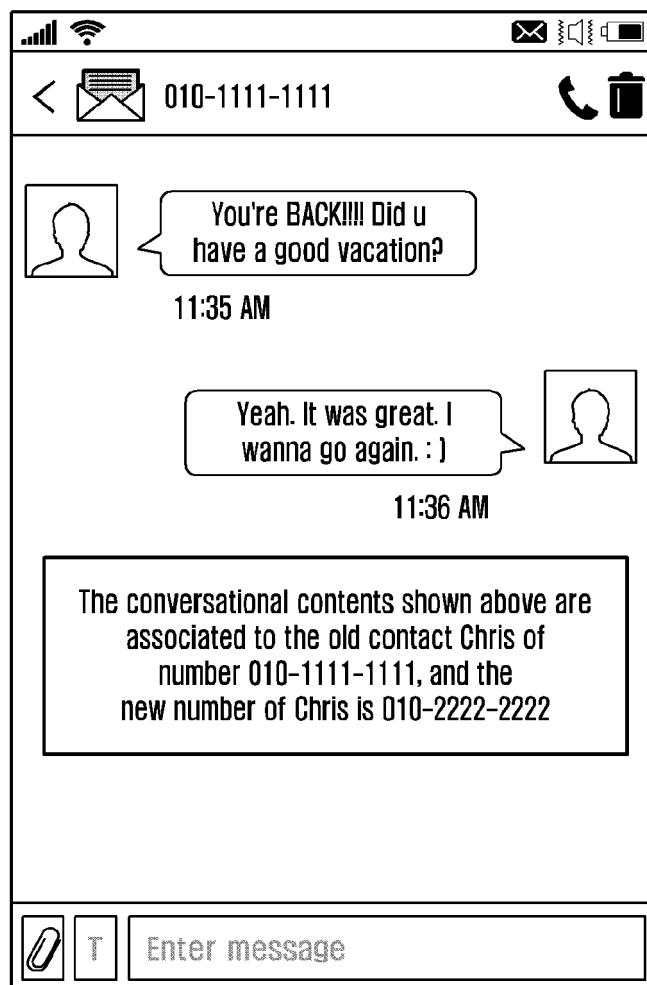 010-1111-1111
You're BACK!!!! Did u
have a good vacation?
11:35 AM
Yeah. It was great. I
wanna go again. : )
11:36 AM
The conversational contents shown above are
associated to the old contact Chris of
number 010-1111-1111, and the
new number of Chris is 010-2222-2222
T
Enter message